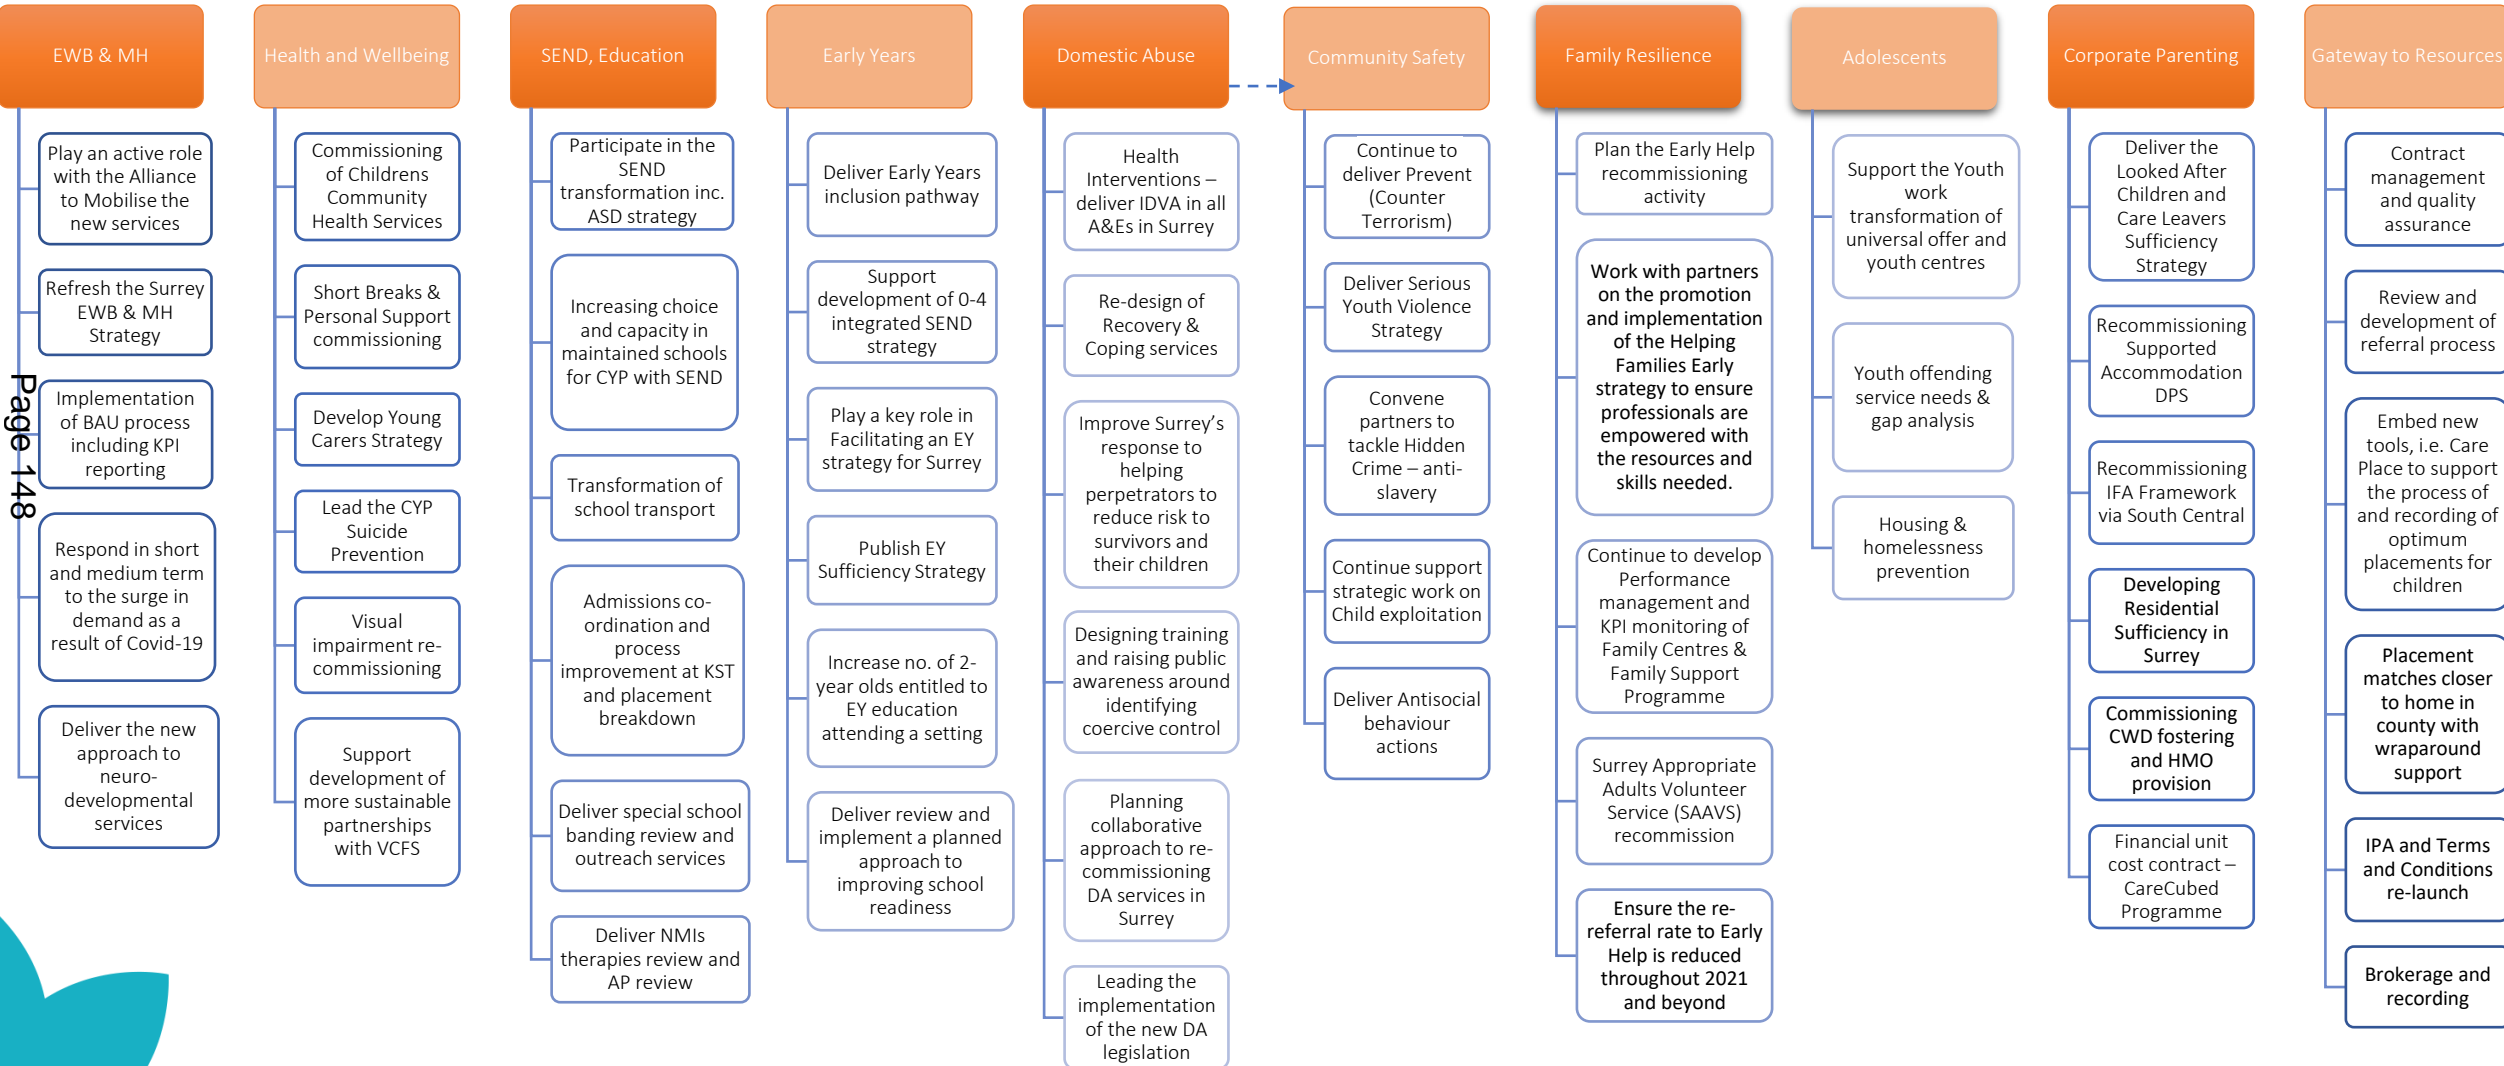 EWB & MH
Play an active role
with the Alliance
to Mobilise the
new services
Refresh the Surrey
EWB & MH
Strategy
Implementation
of BAU process
including KPI
reporting
Respond in short
and medium term
to the surge in
demand as a
result of Covid-19
Deliver the new
approach to
neuro-
developmental
services
Health and Wellbeing
Commissioning
of Childrens
Community
Health Services
Short Breaks &
Personal Support
commissioning
Develop Young
Carers Strategy
Lead the CYP
Suicide
Prevention
Visual
impairment re-
commissioning
Support
development of
more sustainable
partnerships
with VCFS
SEND, Education
Participate in the
SEND
transformation inc.
ASD strategy
Increasing choice
and capacity in
maintained schools
for CYP with SEND
Transformation of
school transport
Admissions co-
ordination and
process
improvement at KST
and placement
breakdown
Deliver special school
banding review and
outreach services
Deliver NMIs
therapies review and
AP review
Early Years
Deliver Early Years
inclusion pathway
Support
development of 0-4
integrated SEND
strategy
Play a key role in
Facilitating an EY
strategy for Surrey
Publish EY
Sufficiency Strategy
Increase no. of 2-
year olds entitled to
EY education
attending a setting
Deliver review and
implement a planned
approach to
improving school
readiness
Domestic Abuse
Health
Interventions –
deliver IDVA in all
A&Es in Surrey
Re-design of
Recovery &
Coping services
Improve Surrey’s
response to
helping
perpetrators to
reduce risk to
survivors and
their children
Designing training
and raising public
awareness around
identifying
coercive control
Planning
collaborative
approach to re-
commissioning
DA services in
Surrey
Leading the
implementation
of the new DA
legislation
Community Safety
Continue to
deliver Prevent
(Counter
Terrorism)
Deliver Serious
Youth Violence
Strategy
Convene
partners to
tackle Hidden
Crime – anti-
slavery
Continue support
strategic work on
Child exploitation
Deliver Antisocial
behaviour
actions
Family Resilience
Plan the Early Help
recommissioning
activity
Work with partners
on the promotion
and implementation
of the Helping
Families Early
strategy to ensure
professionals are
empowered with
the resources and
skills needed.
Continue to develop
Performance
management and
KPI monitoring of
Family Centres &
Family Support
Programme
Surrey Appropriate
Adults Volunteer
Service (SAAVS)
recommission
Ensure the re-
referral rate to Early
Help is reduced
throughout 2021
and beyond
Adolescents
Support the Youth
work
transformation of
universal offer and
youth centres
Youth offending
service needs &
gap analysis
Housing &
homelessness
prevention
Corporate Parenting
Deliver the
Looked After
Children and
Care Leavers
Sufficiency
Strategy
Recommissioning
Supported
Accommodation
DPS
Recommissioning
IFA Framework
via South Central
Developing
Residential
Sufficiency in
Surrey
Commissioning
CWD fostering
and HMO
provision
Financial unit
cost contract –
CareCubed
Programme
Gateway to Resources
Contract
management
and quality
assurance
Review and
development of
referral process
Embed new
tools, i.e. Care
Place to support
the process of
and recording of
optimum
placements for
children
Placement
matches closer
to home in
county with
wraparound
support
IPA and Terms
and Conditions
re-launch
Brokerage and
recording
Page 148